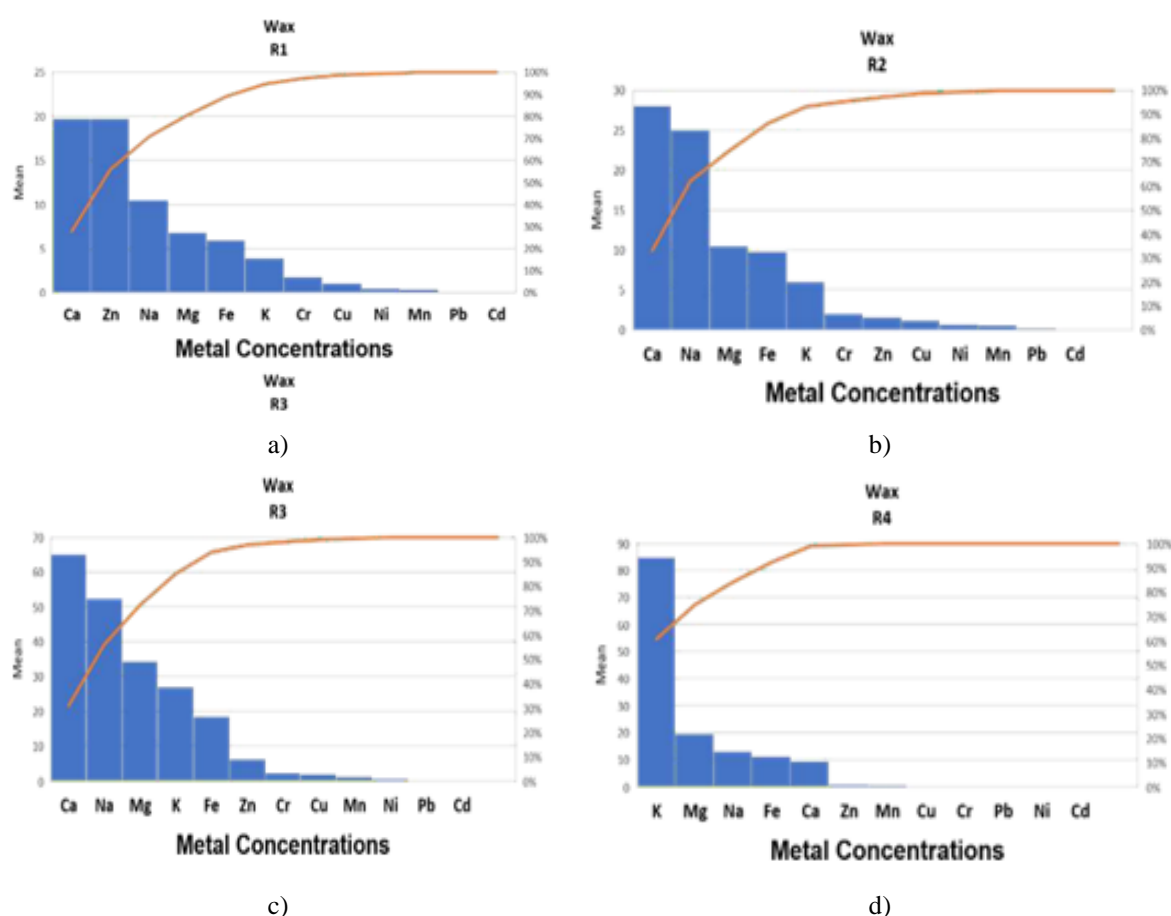 Wax
R1
25
20
15
10
5
0
Mean
100%
90%
80%
70%
60%
50%
40%
30%
20%
10%
0%
Ca Zn Na Mg Fe K Cr Cu Ni Mn Pb Cd
Metal Concentrations
Wax
R3
a)
Wax
R2
30
25
20
15
10
5
0
Mean
100%
90%
80%
70%
60%
50%
40%
30%
20%
10%
0%
Ca Na Mg Fe K Cr Zn Cu Ni Mn Pb Cd
Metal Concentrations
b)
Wax
R3
70
60
50
40
30
20
10
0
Mean
100%
90%
80%
70%
60%
50%
40%
30%
20%
10%
0%
Ca Na Mg K Fe Zn Cr Cu Mn Ni Pb Cd
Metal Concentrations
c)
Wax
R4
90
80
70
60
50
40
30
20
10
0
Mean
100%
90%
80%
70%
60%
50%
40%
30%
20%
10%
0%
K Mg Na Fe Ca Zn Mn Cu Cr Pb Ni Cd
Metal Concentrations
d)